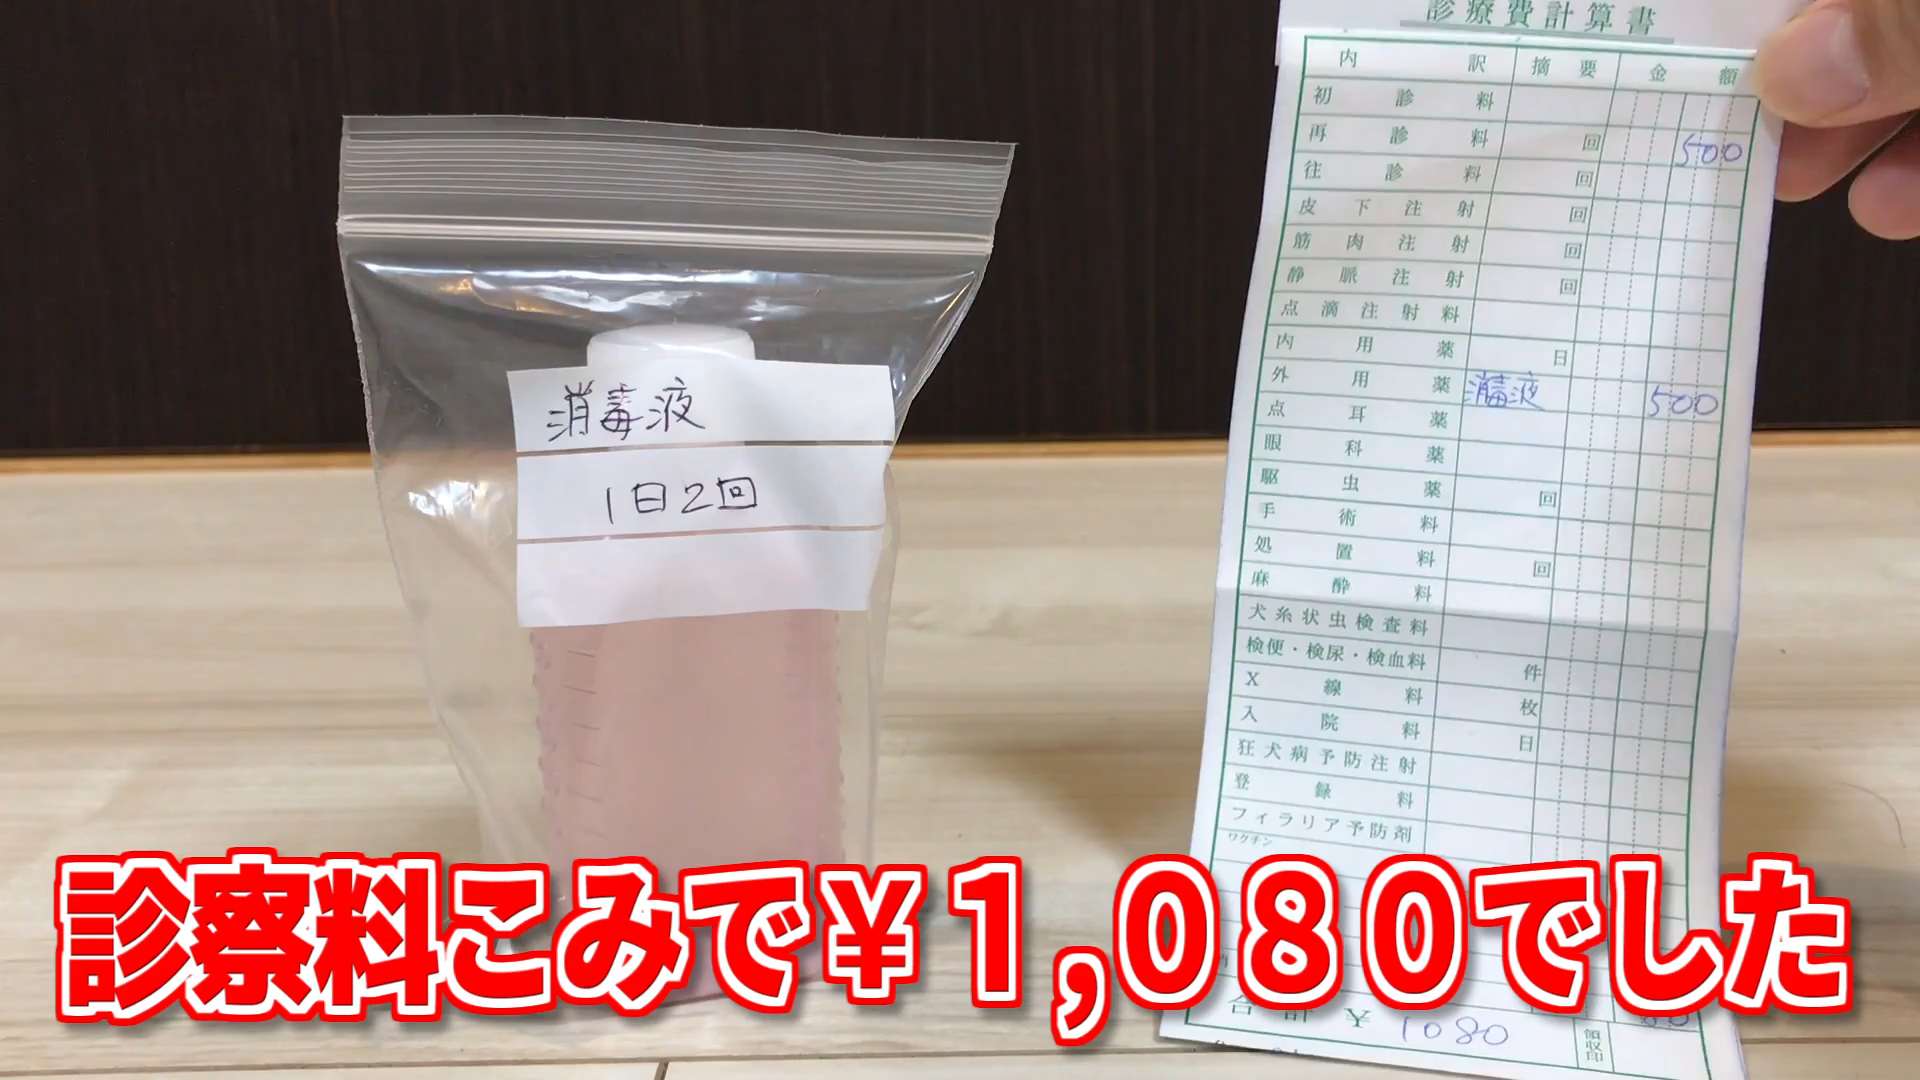 消毒液
1日2回
診療費計算書
内訳 摘要 金額
初診料
再診料 回 500
往診料 回
皮下注射 回
筋肉注射 回
静脈注射 回
点滴注射料
内用薬 日
外用薬 消毒液 500
点耳薬
眼科薬
駆虫薬 回
手術料
処置料 回
麻酔料
犬糸状虫検査料
検便・検尿・検血料 件
X線料 枚
入院料 日
狂犬病予防注射
登録料
フィラリア予防剤
ワクチン
合計 ¥ 1080 領収印
診察料こみで¥1,080でした